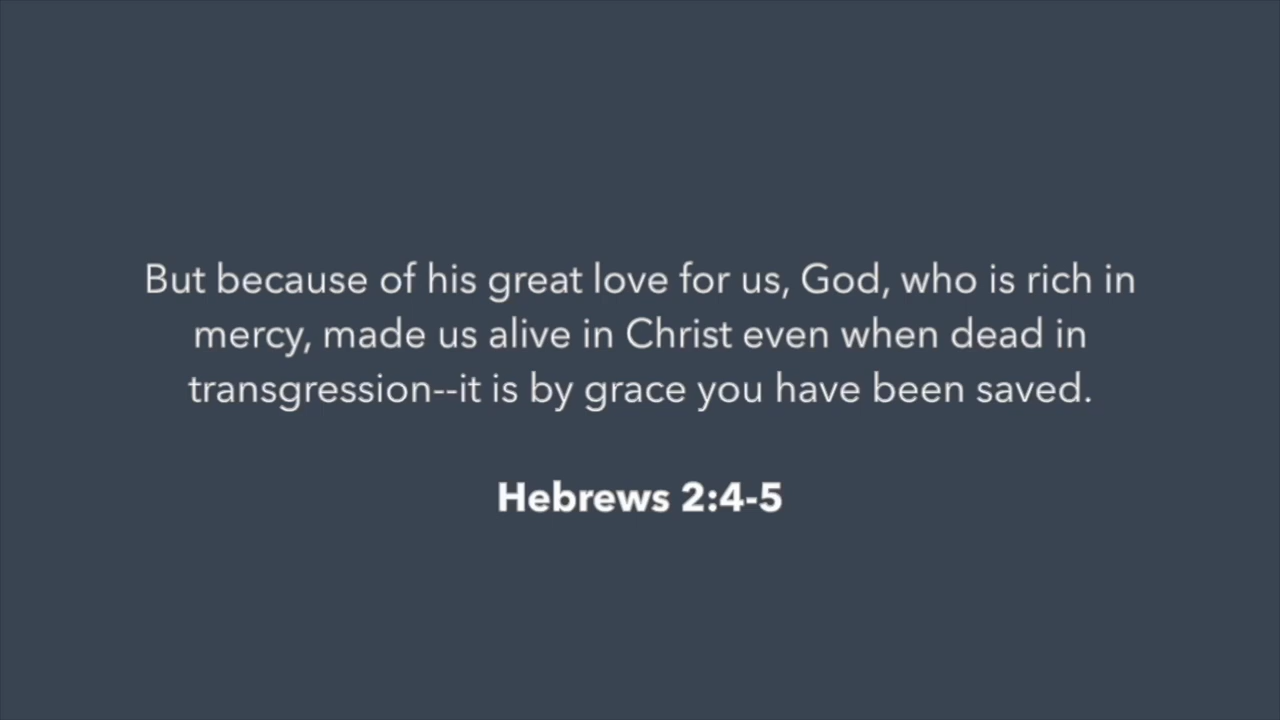 But because of his great love for us, God, who is rich in
mercy, made us alive in Christ even when dead in
transgression--it is by grace you have been saved.
Hebrews 2:4-5